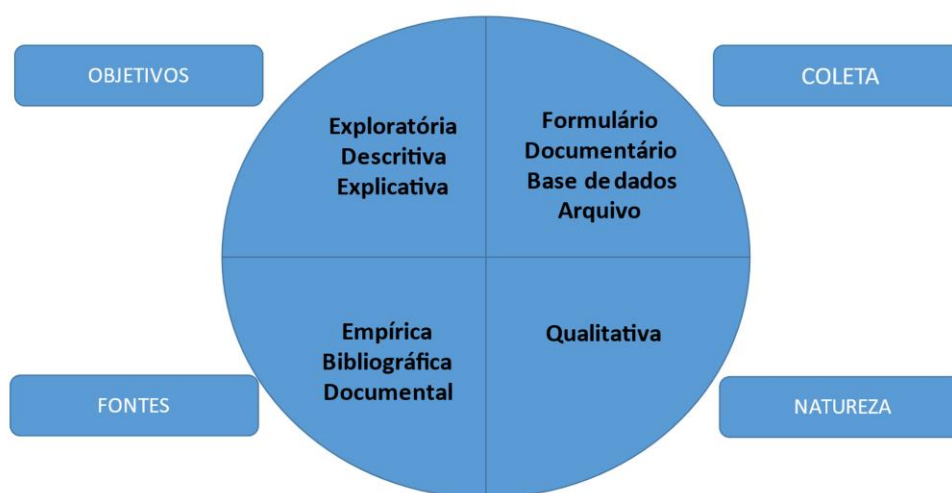 OBJETIVOS
COLETA
Exploratória
Descritiva
Explicativa
Formulário
Documentário
Base de dados
Arquivo
Empírica
Bibliográfica
Documental
Qualitativa
FONTES
NATUREZA